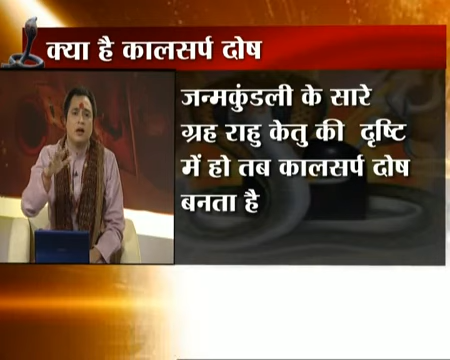 क्या है कालसर्प दोष
जन्मकुंडली के सारे
ग्रह राहु केतु की दृष्टि
में हो तब कालसर्प दोष
बनता है